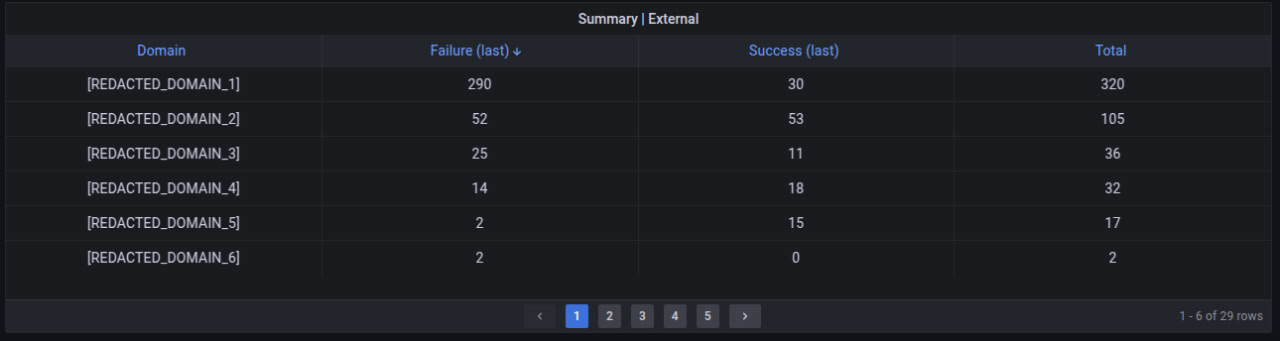 Summary | External
Domain Failure (last) ↓ Success (last) Total
[REDACTED_DOMAIN_1] 290 30 320
[REDACTED_DOMAIN_2] 52 53 105
[REDACTED_DOMAIN_3] 25 11 36
[REDACTED_DOMAIN_4] 14 18 32
[REDACTED_DOMAIN_5] 2 15 17
[REDACTED_DOMAIN_6] 2 0 2
‹ 1 2 3 4 5 › 1 - 6 of 29 rows